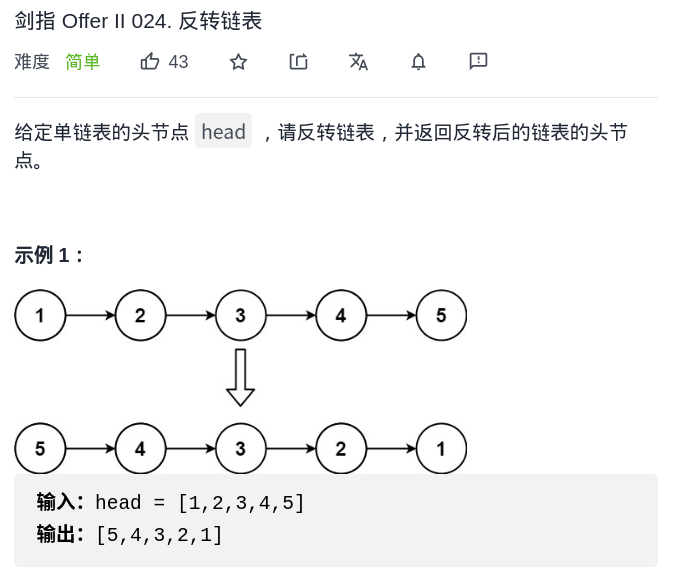 剑指 Offer II 024. 反转链表
难度 简单 43
给定单链表的头节点 head ，请反转链表，并返回反转后的链表的头节
点。
示例 1：
1 2 3 4 5
5 4 3 2 1
输入：head = [1,2,3,4,5]
输出：[5,4,3,2,1]